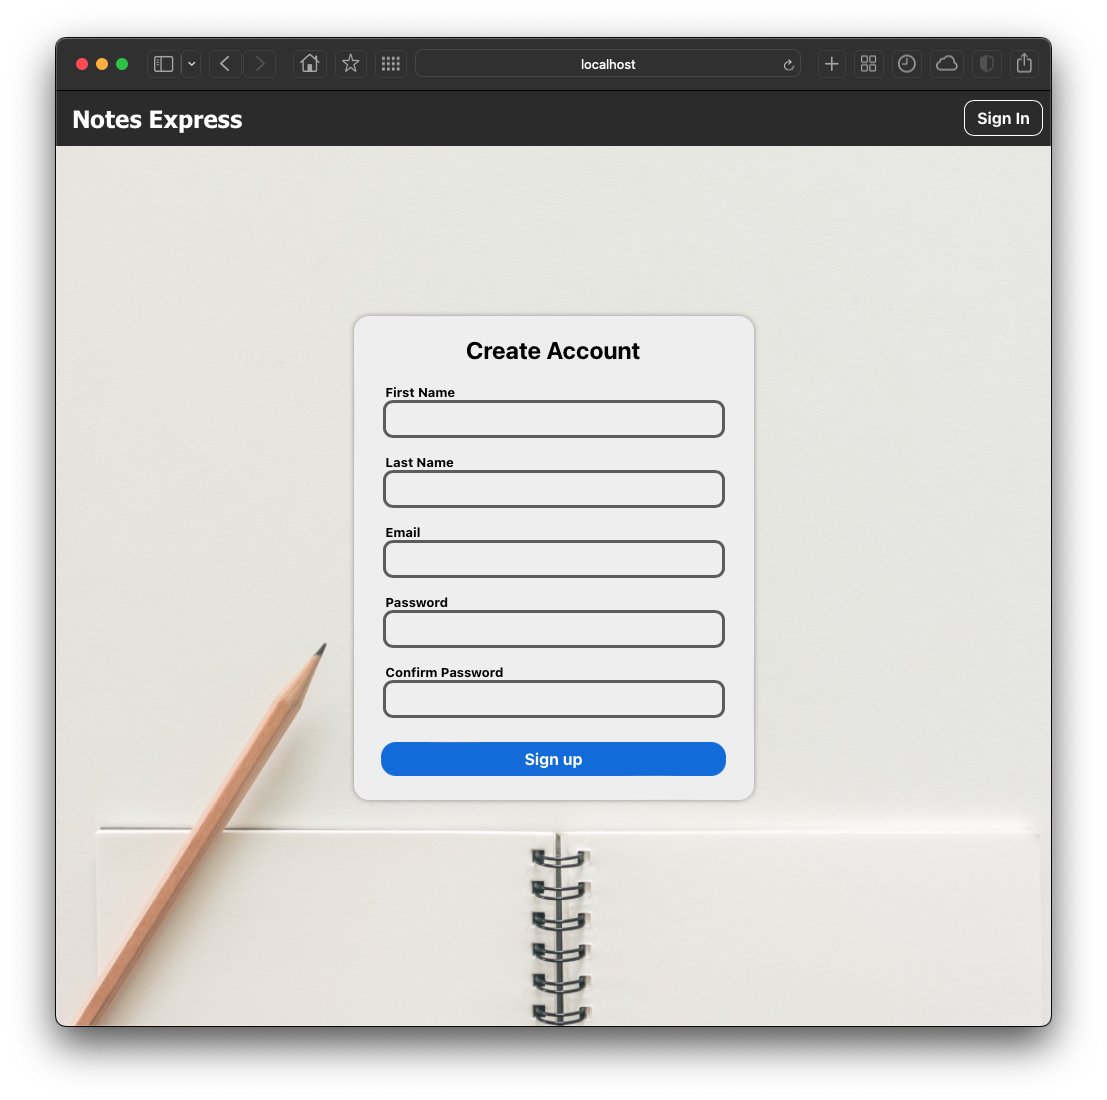 localhost
Notes Express
Sign In
Create Account
First Name
Last Name
Email
Password
Confirm Password
Sign up